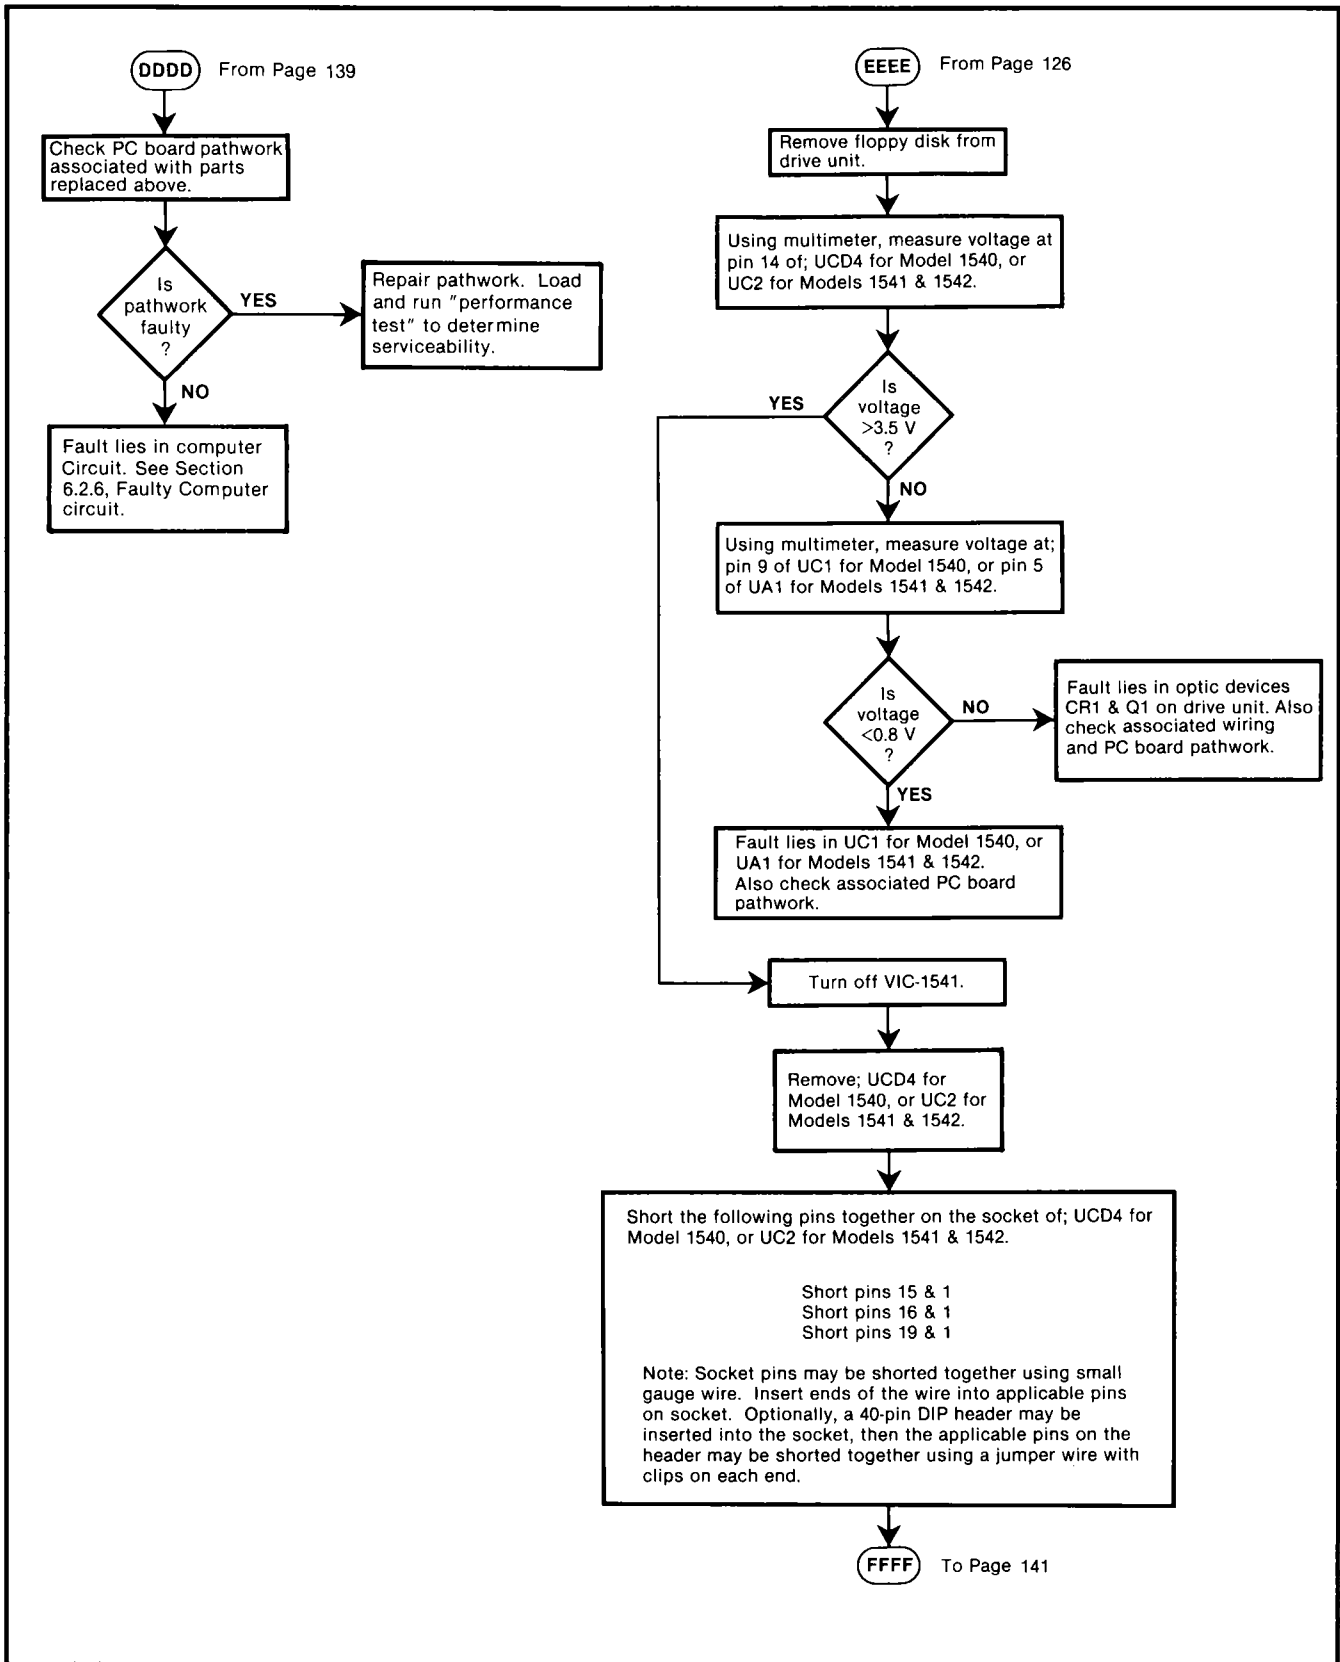 DDDD From Page 139
Check PC board pathwork
associated with parts
replaced above.
Is
pathwork
faulty
?
YES
Repair pathwork. Load
and run "performance
test" to determine
serviceability.
NO
Fault lies in computer
Circuit. See Section
6.2.6, Faulty Computer
circuit.
EEEE From Page 126
Remove floppy disk from
drive unit.
Using multimeter, measure voltage at
pin 14 of; UCD4 for Model 1540, or
UC2 for Models 1541 & 1542.
Is
voltage
>3.5 V
?
YES
NO
Using multimeter, measure voltage at;
pin 9 of UC1 for Model 1540, or pin 5
of UA1 for Models 1541 & 1542.
Is
voltage
<0.8 V
?
NO
Fault lies in optic devices
CR1 & Q1 on drive unit. Also
check associated wiring
and PC board pathwork.
YES
Fault lies in UC1 for Model 1540, or
UA1 for Models 1541 & 1542.
Also check associated PC board
pathwork.
Turn off VIC-1541.
Remove; UCD4 for
Model 1540, or UC2 for
Models 1541 & 1542.
Short the following pins together on the socket of; UCD4 for
Model 1540, or UC2 for Models 1541 & 1542.
Short pins 15 & 1
Short pins 16 & 1
Short pins 19 & 1
Note: Socket pins may be shorted together using small
gauge wire. Insert ends of the wire into applicable pins
on socket. Optionally, a 40-pin DIP header may be
inserted into the socket, then the applicable pins on the
header may be shorted together using a jumper wire with
clips on each end.
FFFF To Page 141